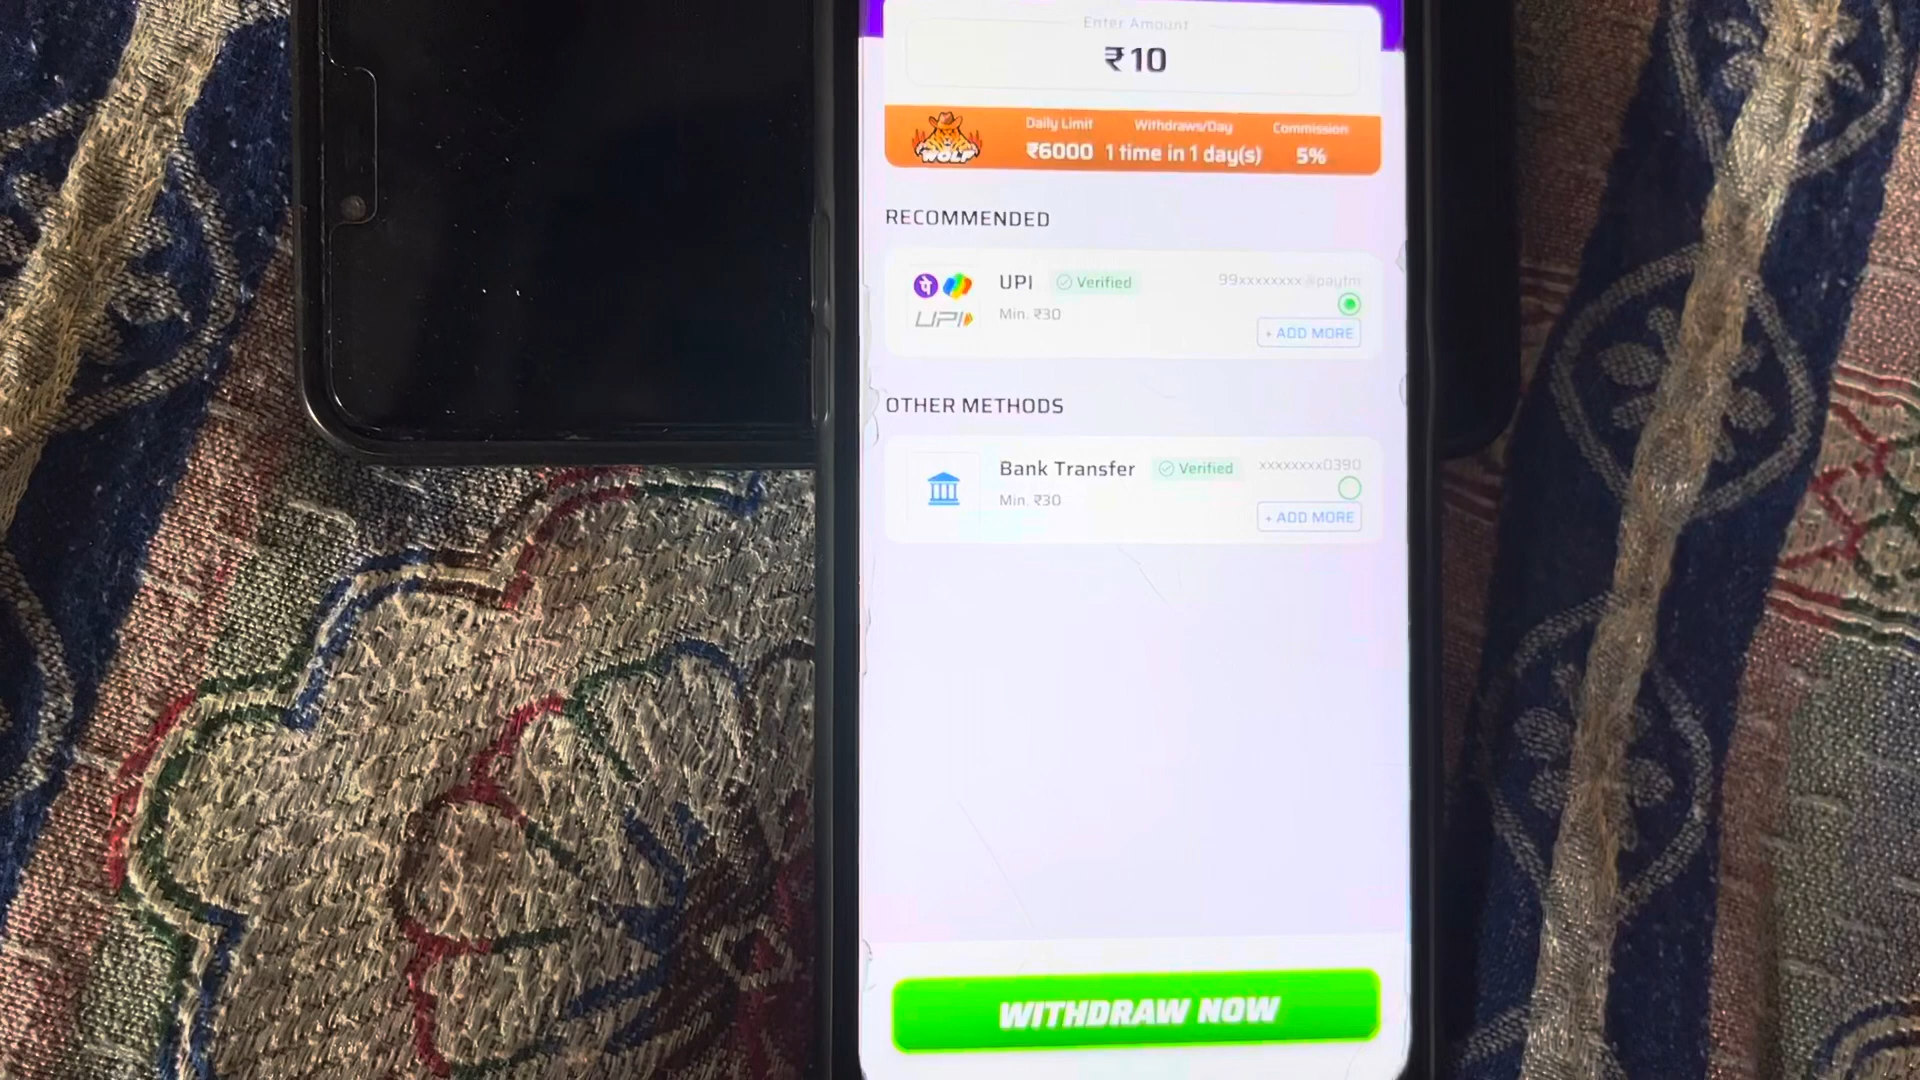 Enter Amount
₹10
WOLF
Daily Limit Withdraws/Day Commission
₹6000 1 time in 1 day(s) 5%
RECOMMENDED
UPI Verified 99xxxxxxxx@paytm
UPI Min. ₹30
+ ADD MORE
OTHER METHODS
Bank Transfer Verified xxxxxxxx0390
Min. ₹30
+ ADD MORE
WITHDRAW NOW